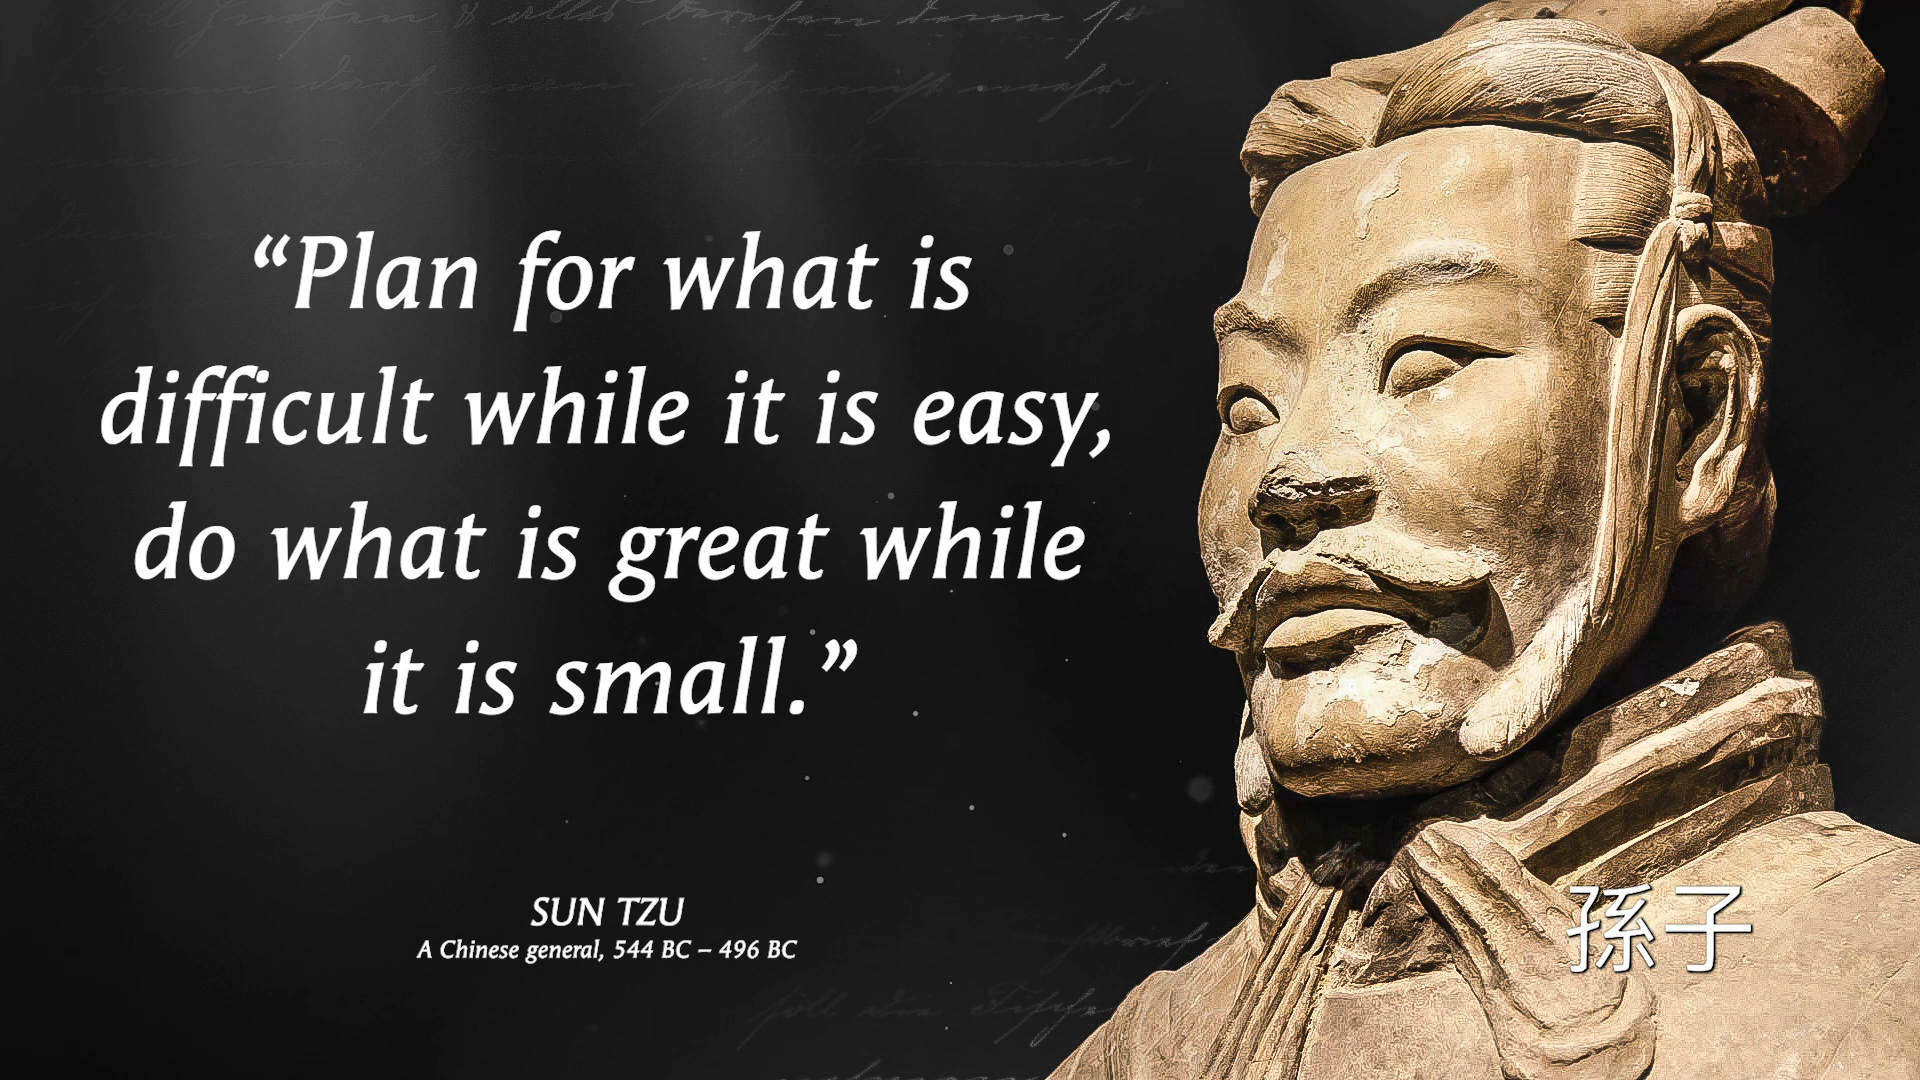 “Plan for what is
difficult while it is easy,
do what is great while
it is small.”
SUN TZU
A Chinese general, 544 BC – 496 BC
孫子